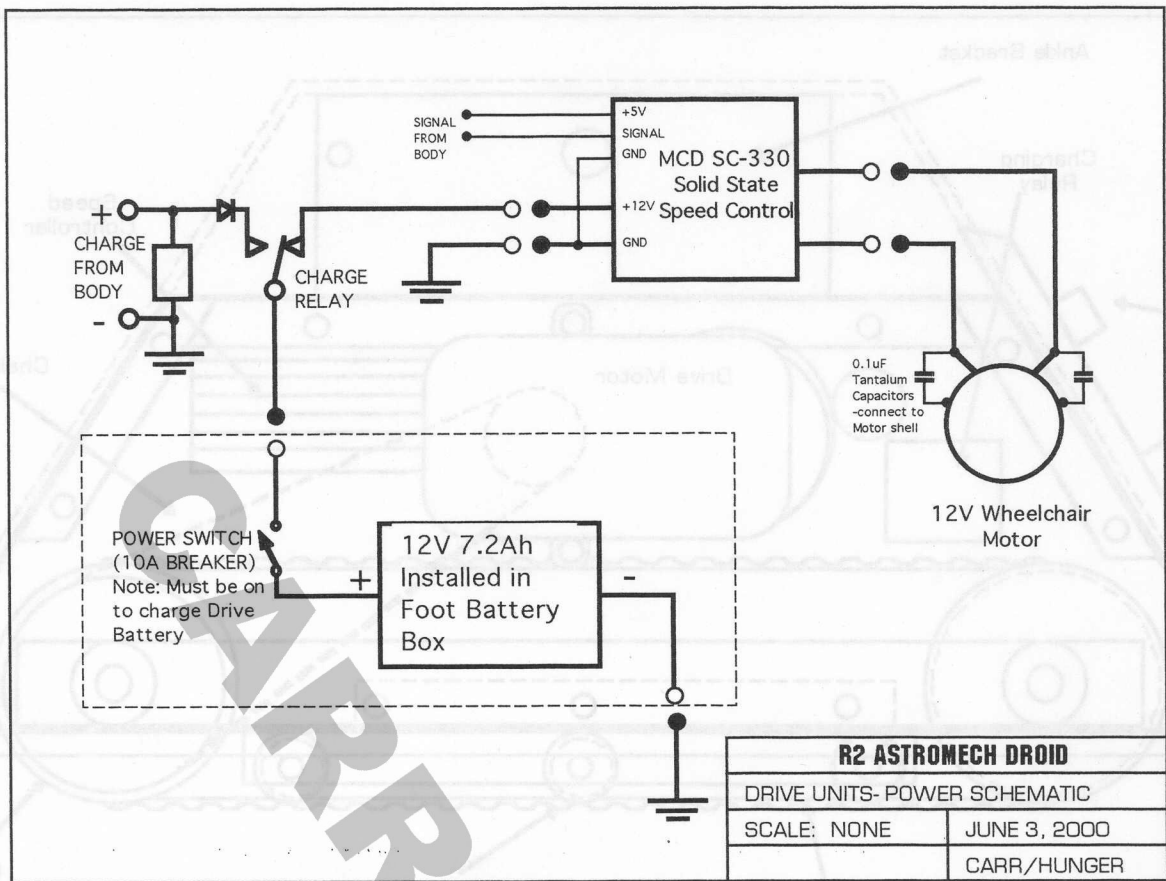 SIGNAL
FROM
BODY
+5V
SIGNAL
GND
+12V
GND
MCD SC-330
Solid State
Speed Control
+
CHARGE
FROM
BODY
-
CHARGE
RELAY
0.1uF
Tantalum
Capacitors
-connect to
Motor shell
12V Wheelchair
Motor
POWER SWITCH
(10A BREAKER)
Note: Must be on
to charge Drive
Battery
+
12V 7.2Ah
Installed in
Foot Battery
Box
-
CARR
R2 ASTROMECH DROID
DRIVE UNITS- POWER SCHEMATIC
SCALE: NONE
JUNE 3, 2000
CARR/HUNGER
Ankle Bracket
Charging
Relay
Speed
Controller
Drive Motor